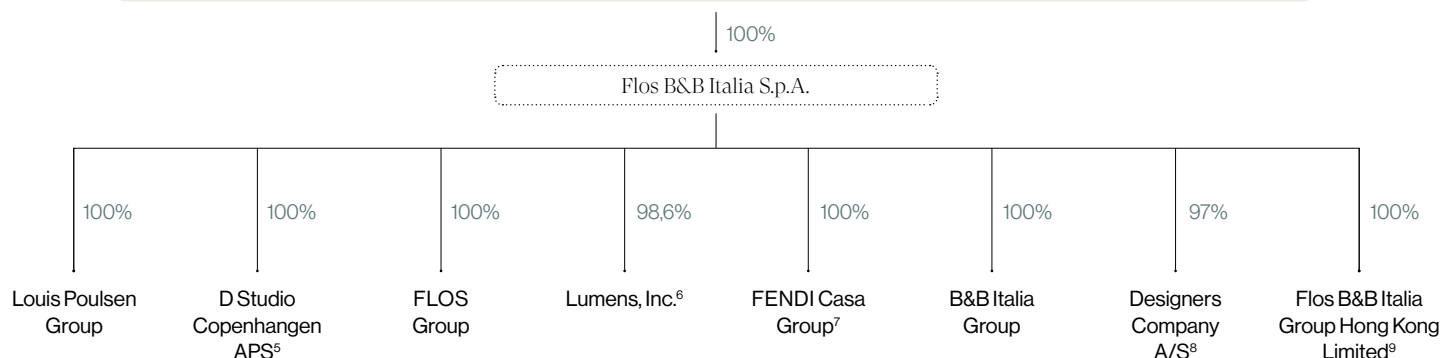 100%
Flos B&B Italia S.p.A.
100%
100%
100%
98,6%
100%
100%
97%
100%
Louis Poulsen
Group
D Studio
Copenhangen
APS⁵
FLOS
Group
Lumens, Inc.⁶
FENDI Casa
Group⁷
B&B Italia
Group
Designers
Company
A/S⁸
Flos B&B Italia
Group Hong Kong
Limited⁹